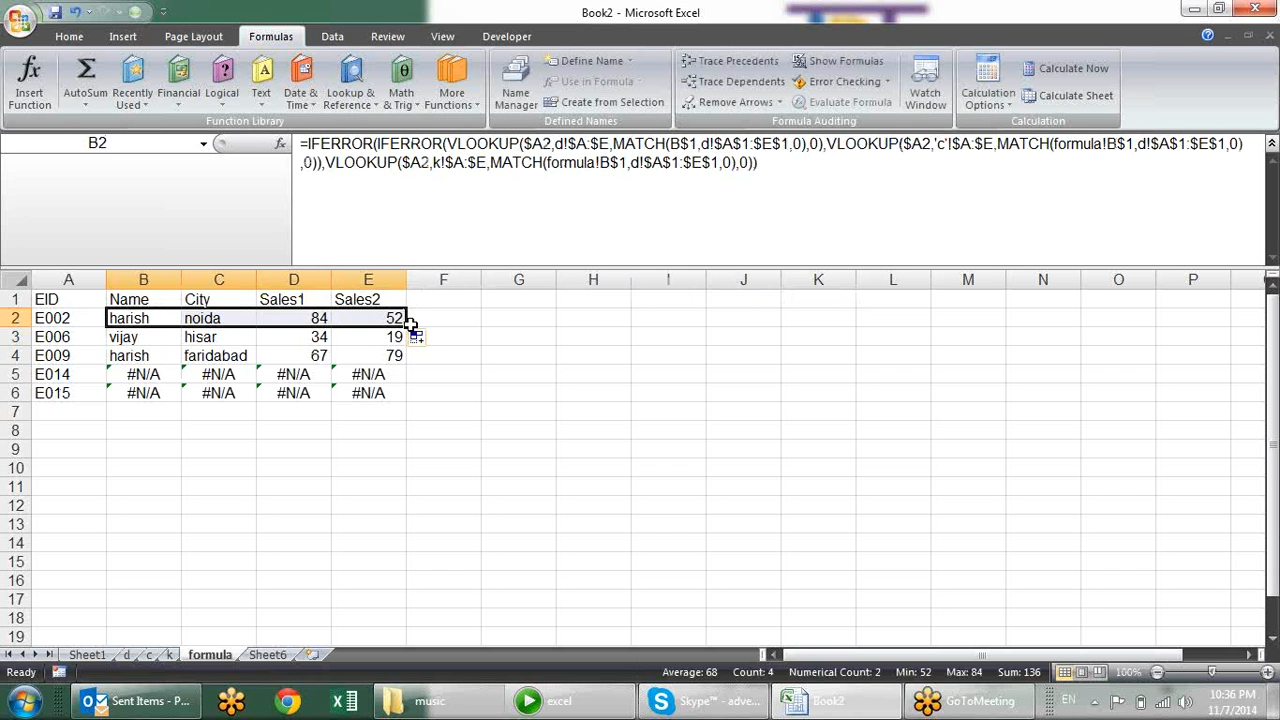 Book2 - Microsoft Excel
Home Insert Page Layout Formulas Data Review View Developer
Insert Function
AutoSum
Recently Used
Financial
Logical
Text
Date & Time
Lookup & Reference
Math & Trig
More Functions
Function Library
Name Manager
Define Name
Use in Formula
Create from Selection
Defined Names
Trace Precedents
Trace Dependents
Remove Arrows
Show Formulas
Error Checking
Evaluate Formula
Watch Window
Formula Auditing
Calculation Options
Calculate Now
Calculate Sheet
Calculation
B2
fx
=IFERROR(IFERROR(VLOOKUP($A2,d!$A:$E,MATCH(B$1,d!$A$1:$E$1,0),0),VLOOKUP($A2,'c'!$A:$E,MATCH(formula!B$1,d!$A$1:$E$1,0)
,0)),VLOOKUP($A2,k!$A:$E,MATCH(formula!B$1,d!$A$1:$E$1,0),0))
A B C D E F G H I J K L M N O P
1 EID Name City Sales1 Sales2
2 E002 harish noida 84 52
3 E006 vijay hisar 34 19
4 E009 harish faridabad 67 79
5 E014 #N/A #N/A #N/A #N/A
6 E015 #N/A #N/A #N/A #N/A
7
8
9
10
11
12
13
14
15
16
17
18
19
Sheet1 d c k formula Sheet6
Ready
Average: 68 Count: 4 Numerical Count: 2 Min: 52 Max: 84 Sum: 136
100%
Sent Items - P...
music
excel
Skype™ - adve...
Book2
GoToMeeting
EN
10:36 PM
11/7/2014